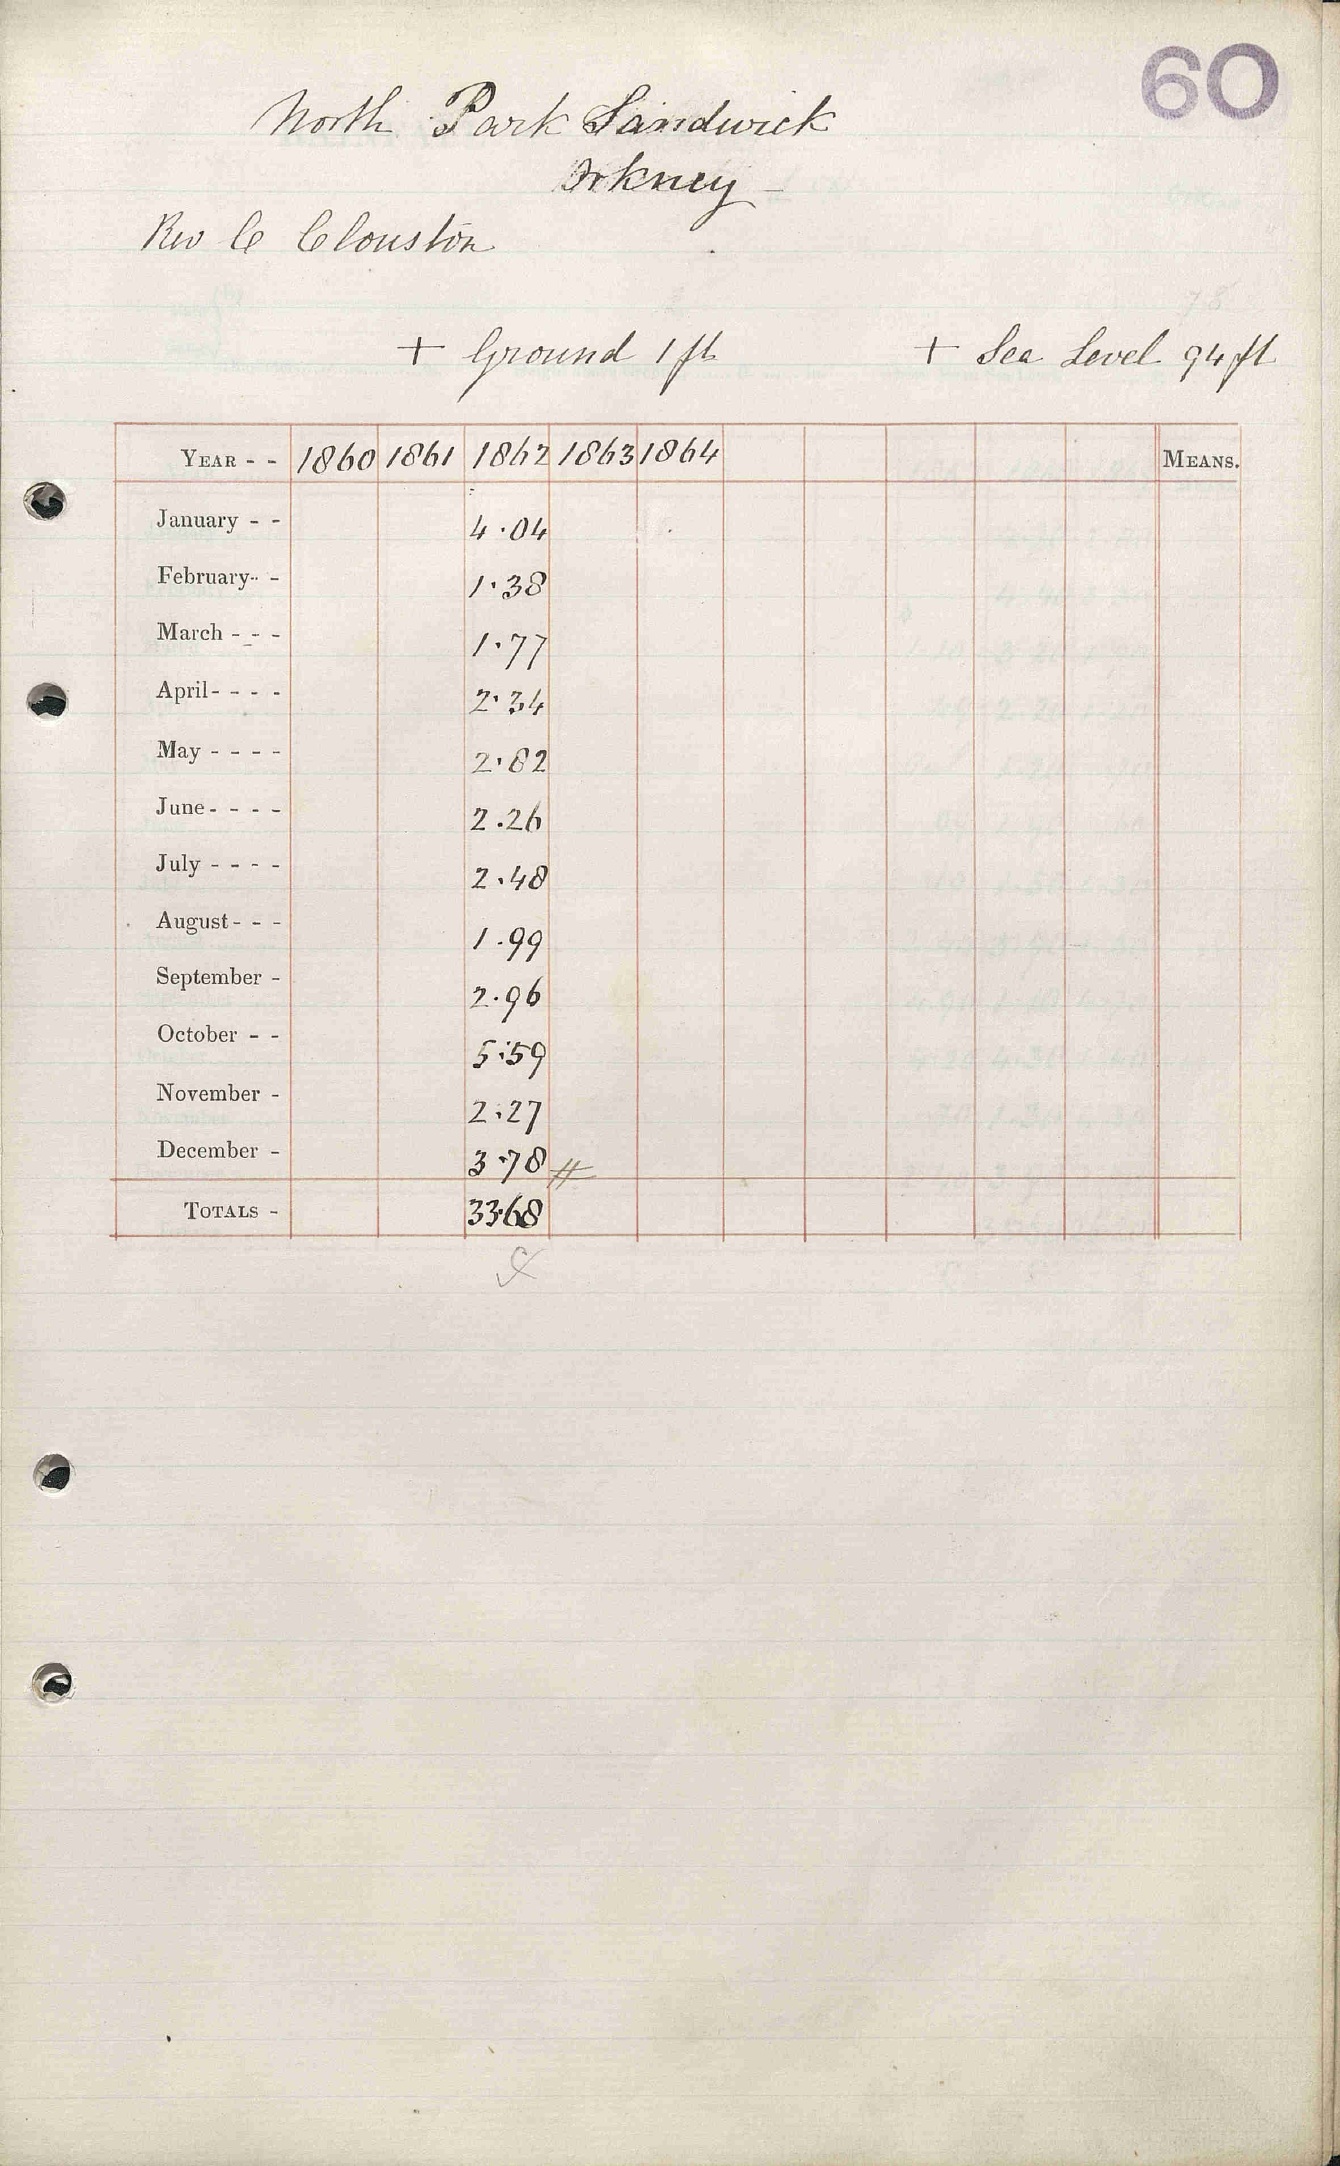 60
North Park Sandwick
Orkney -
Rev C Clouston
+ Ground 1 ft + Sea Level 94 ft
YEAR - - 1860 1861 1862 1863 1864 MEANS.
January - - 4.04
February - - 1.38
March - - - 1.77
April - - - - 2.34
May - - - - 2.82
June - - - - 2.26
July - - - - 2.48
August - - - 1.99
September - 2.96
October - - 5.59
November - 2.27
December - 3.78 #
TOTALS - 33.68